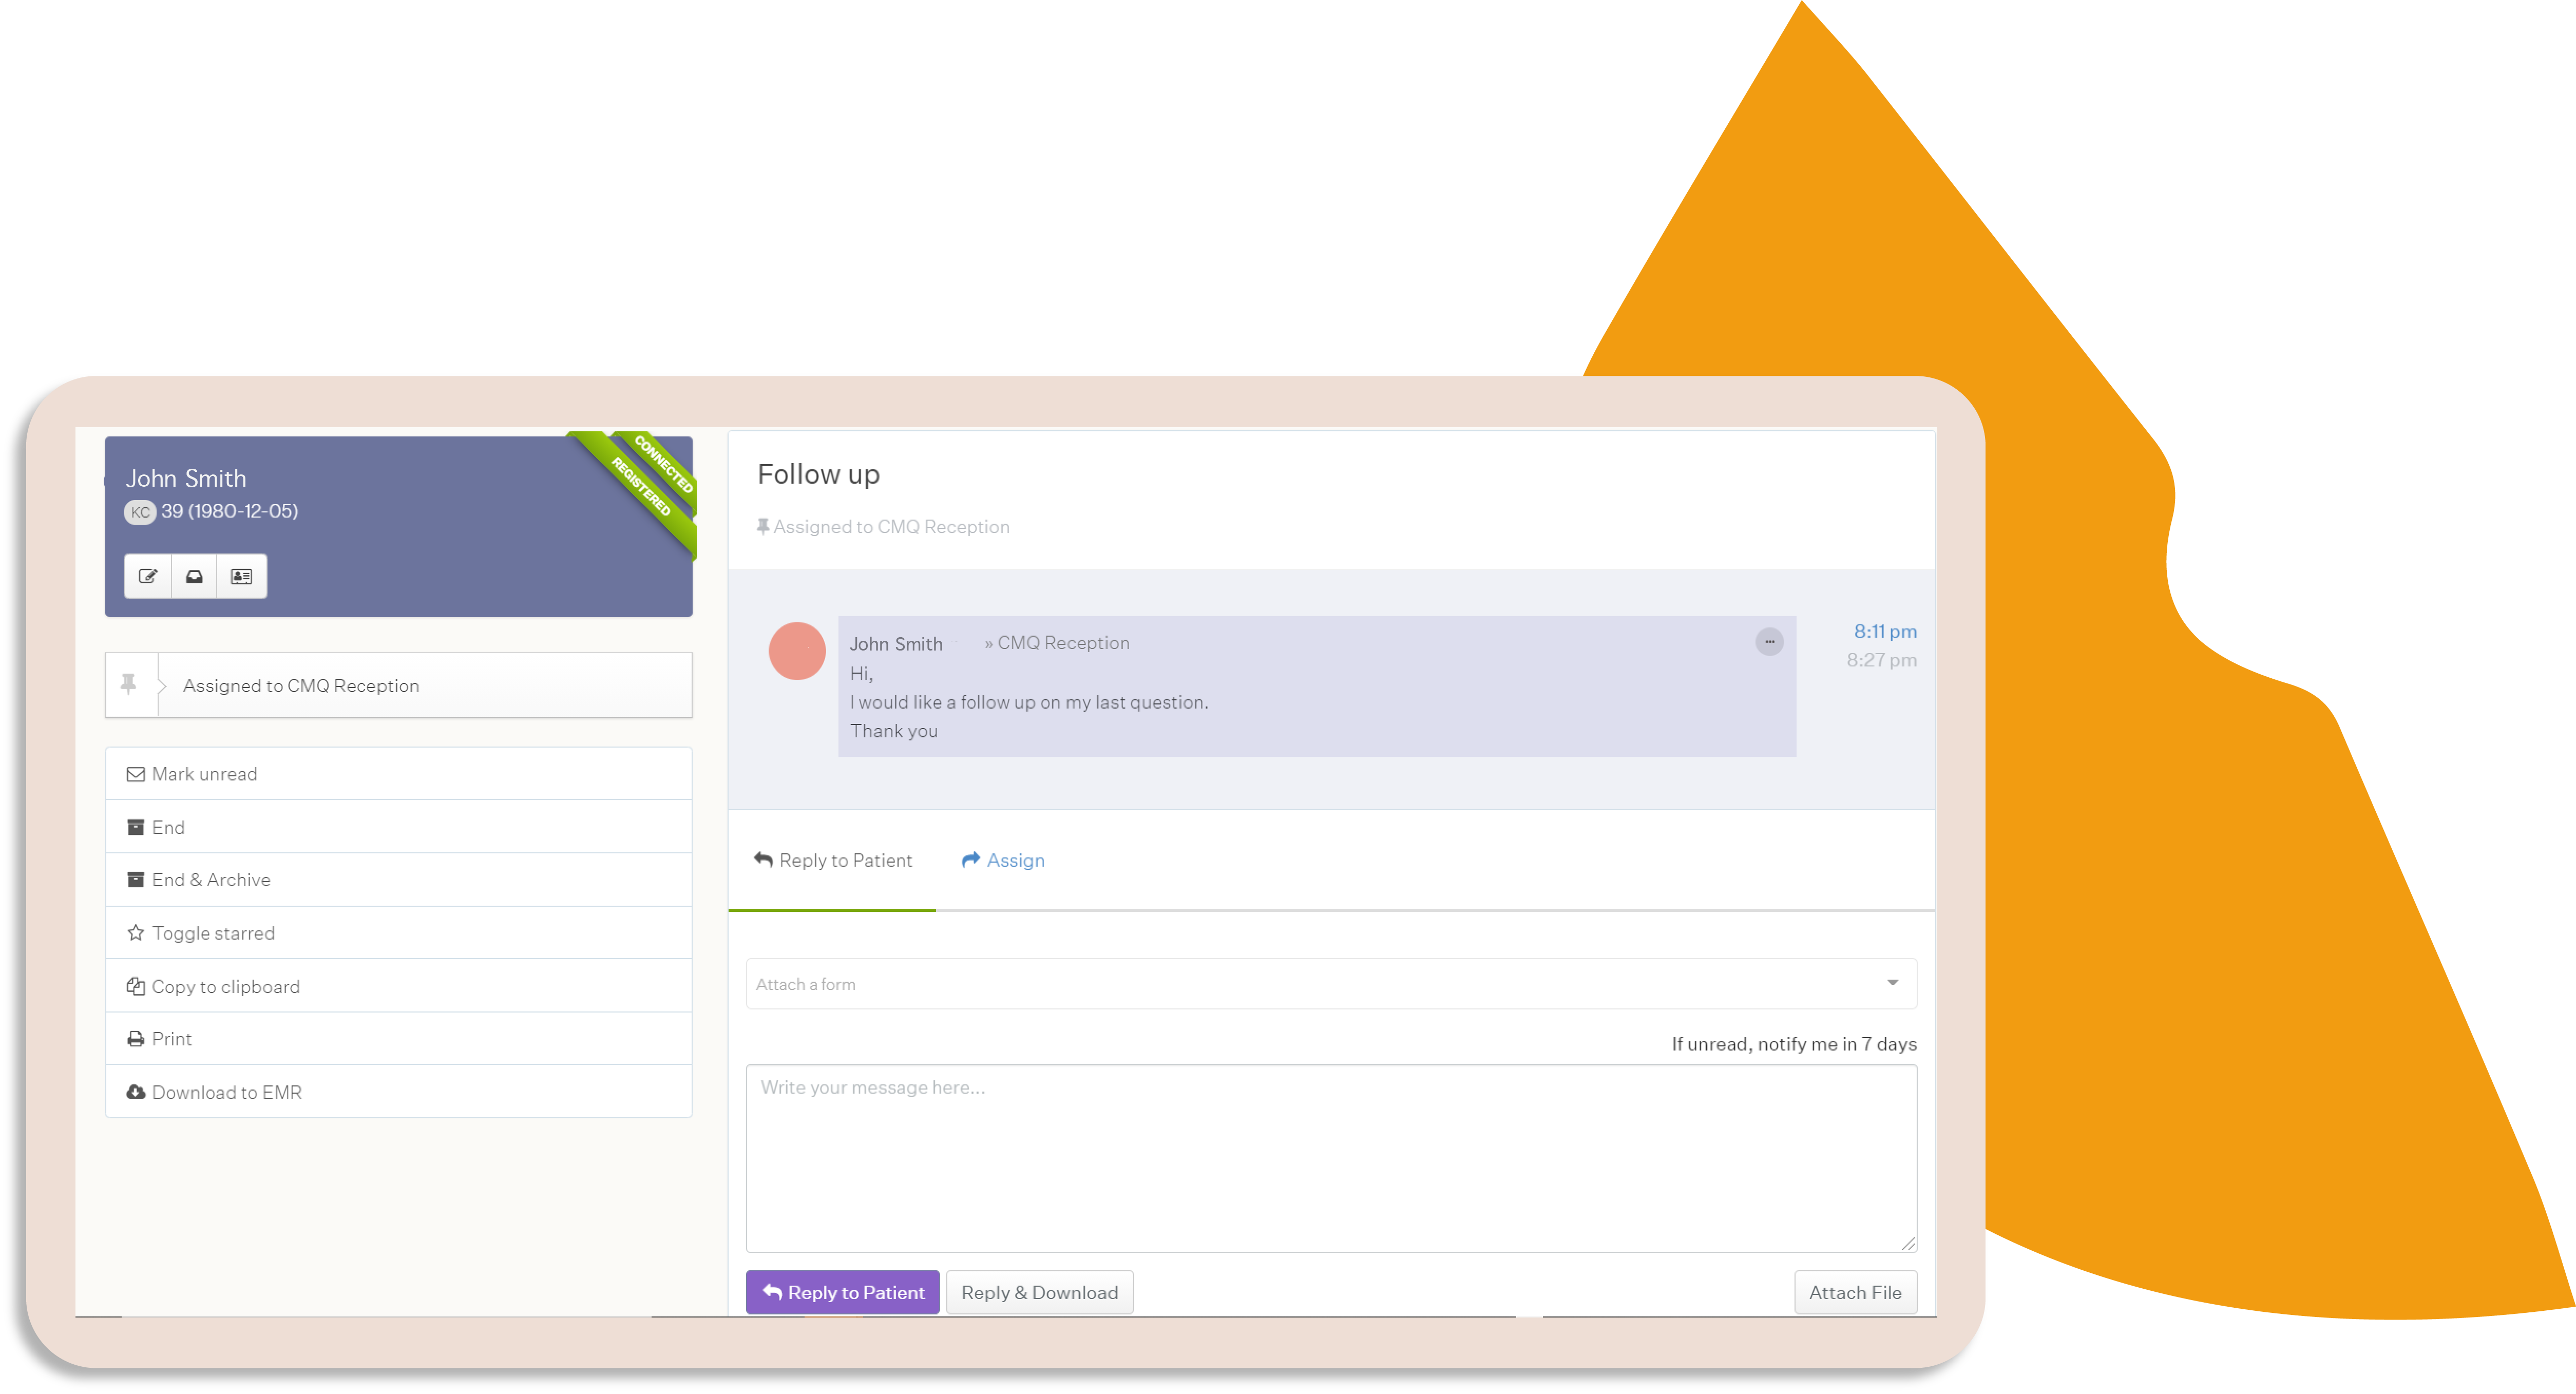 John Smith
KC 39 (1980-12-05)
CONNECTED
REGISTERED
Assigned to CMQ Reception
Mark unread
End
End & Archive
Toggle starred
Copy to clipboard
Print
Download to EMR
Follow up
Assigned to CMQ Reception
John Smith » CMQ Reception
8:11 pm
8:27 pm
Hi,
I would like a follow up on my last question.
Thank you
Reply to Patient Assign
Attach a form
If unread, notify me in 7 days
Write your message here...
Reply to Patient Reply & Download Attach File